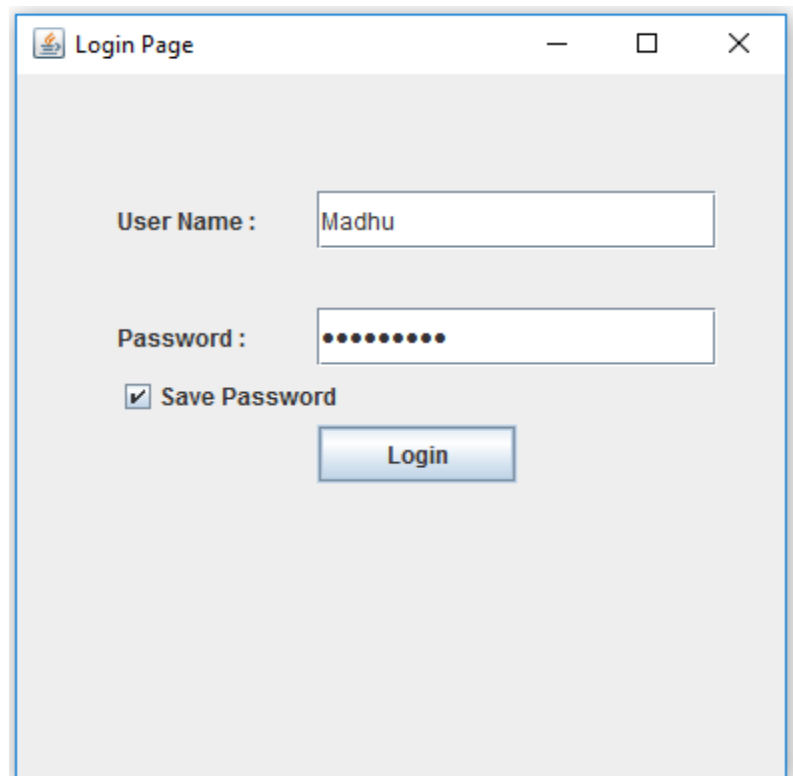 Login Page
User Name : Madhu
Password : •••••••••
Save Password
Login